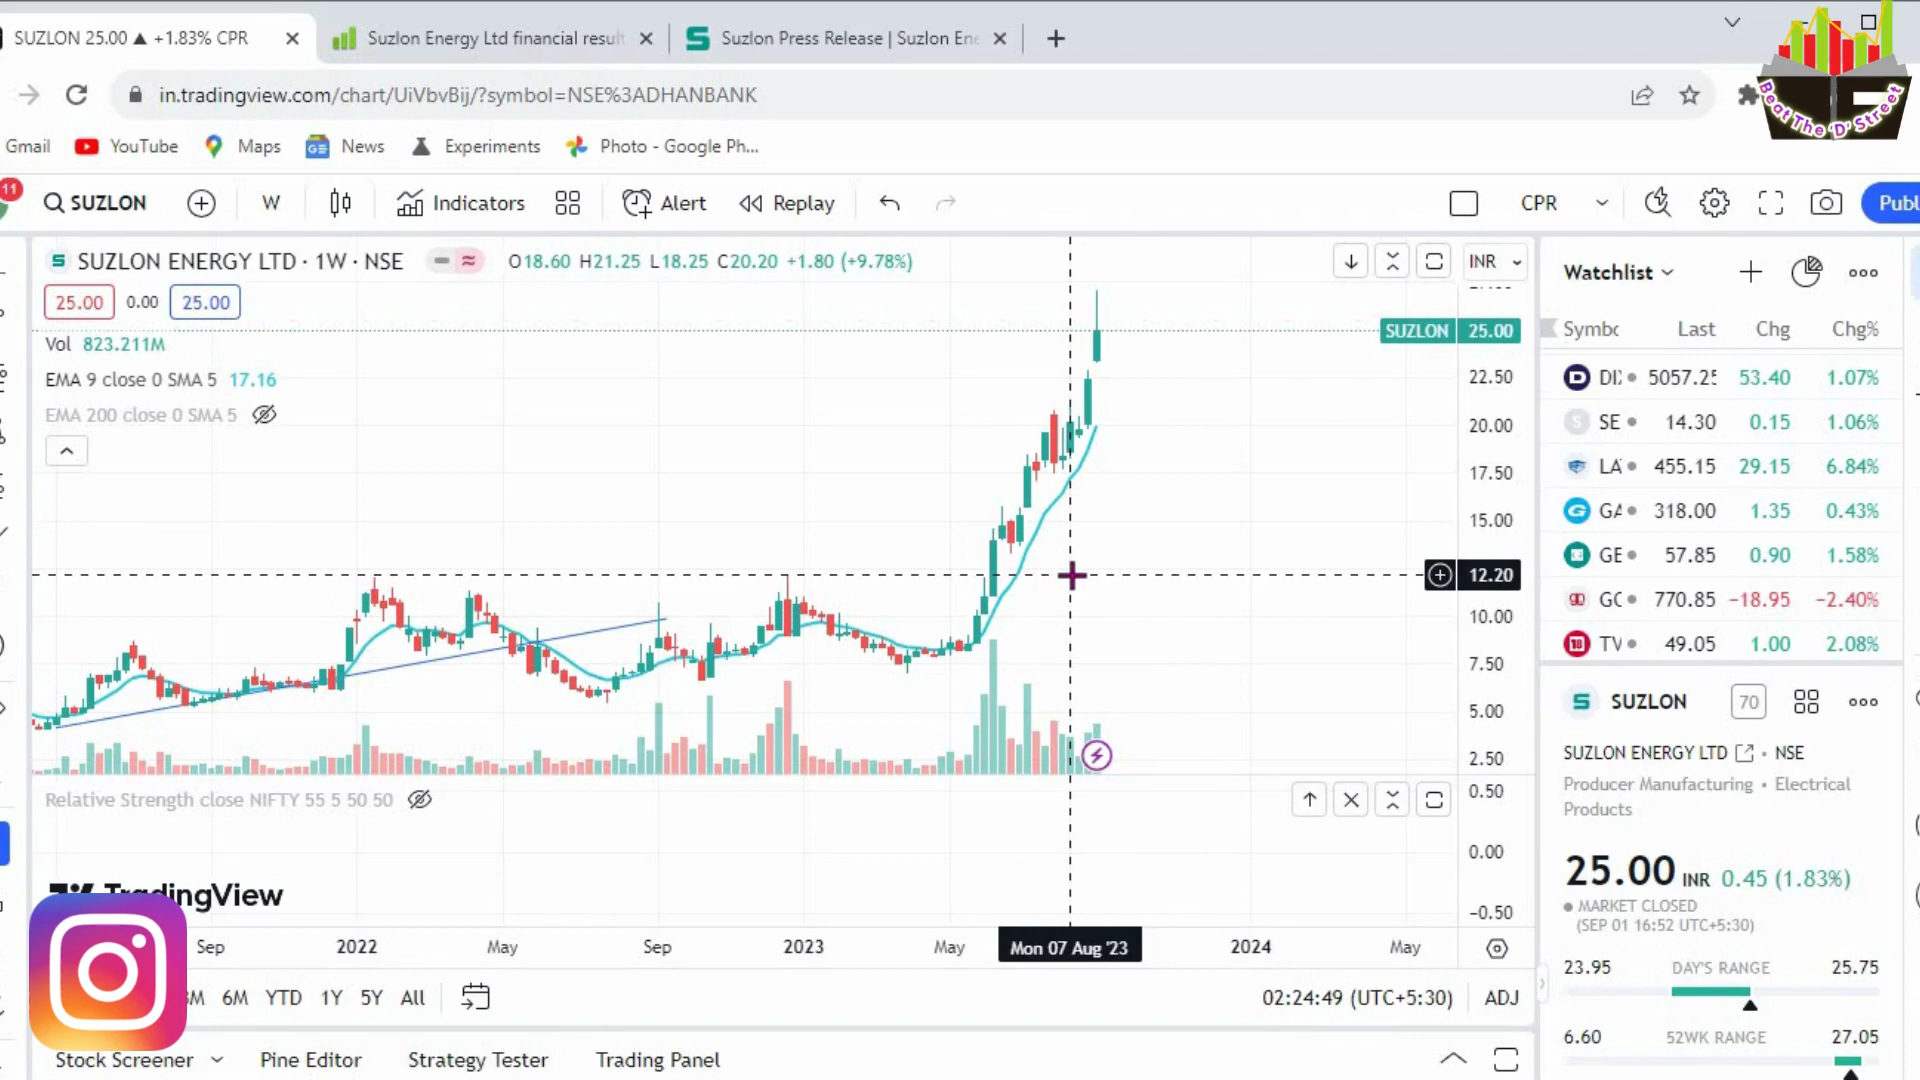 SUZLON 25.00 ▲ +1.83% CPR
Suzlon Energy Ltd financial result
Suzlon Press Release | Suzlon Ene
in.tradingview.com/chart/UiVbvBij/?symbol=NSE%3ADHANBANK
Beat The 'D' Street
Gmail YouTube Maps News Experiments Photo - Google Ph...
11
SUZLON W Indicators Alert Replay CPR Publ
SUZLON ENERGY LTD · 1W · NSE O18.60 H21.25 L18.25 C20.20 +1.80 (+9.78%)
INR
25.00 0.00 25.00
Vol 823.211M
EMA 9 close 0 SMA 5 17.16
EMA 200 close 0 SMA 5
SUZLON 25.00
22.50
20.00
17.50
15.00
12.20
10.00
7.50
5.00
2.50
Relative Strength close NIFTY 55 5 50 50
0.50
0.00
−0.50
TradingView
Sep 2022 May Sep 2023 May Mon 07 Aug '23 2024 May
6M YTD 1Y 5Y All
02:24:49 (UTC+5:30) ADJ
Stock Screener Pine Editor Strategy Tester Trading Panel
Watchlist
Symbo Last Chg Chg%
5057.25 53.40 1.07%
SE 14.30 0.15 1.06%
LA 455.15 29.15 6.84%
GA 318.00 1.35 0.43%
GE 57.85 0.90 1.58%
GO 770.85 −18.95 −2.40%
18 TV 49.05 1.00 2.08%
SUZLON 70
SUZLON ENERGY LTD · NSE
Producer Manufacturing · Electrical
Products
25.00 INR 0.45 (1.83%)
MARKET CLOSED
(SEP 01 16:52 UTC+5:30)
23.95 DAY'S RANGE 25.75
6.60 52WK RANGE 27.05